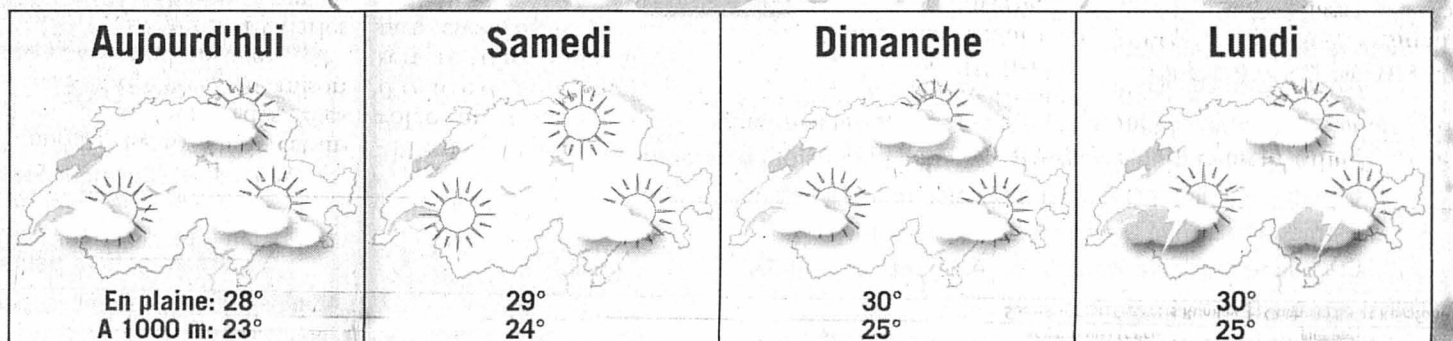 Aujourd'hui
En plaine: 28°
A 1000 m: 23°
Samedi
29°
24°
Dimanche
30°
25°
Lundi
30°
25°